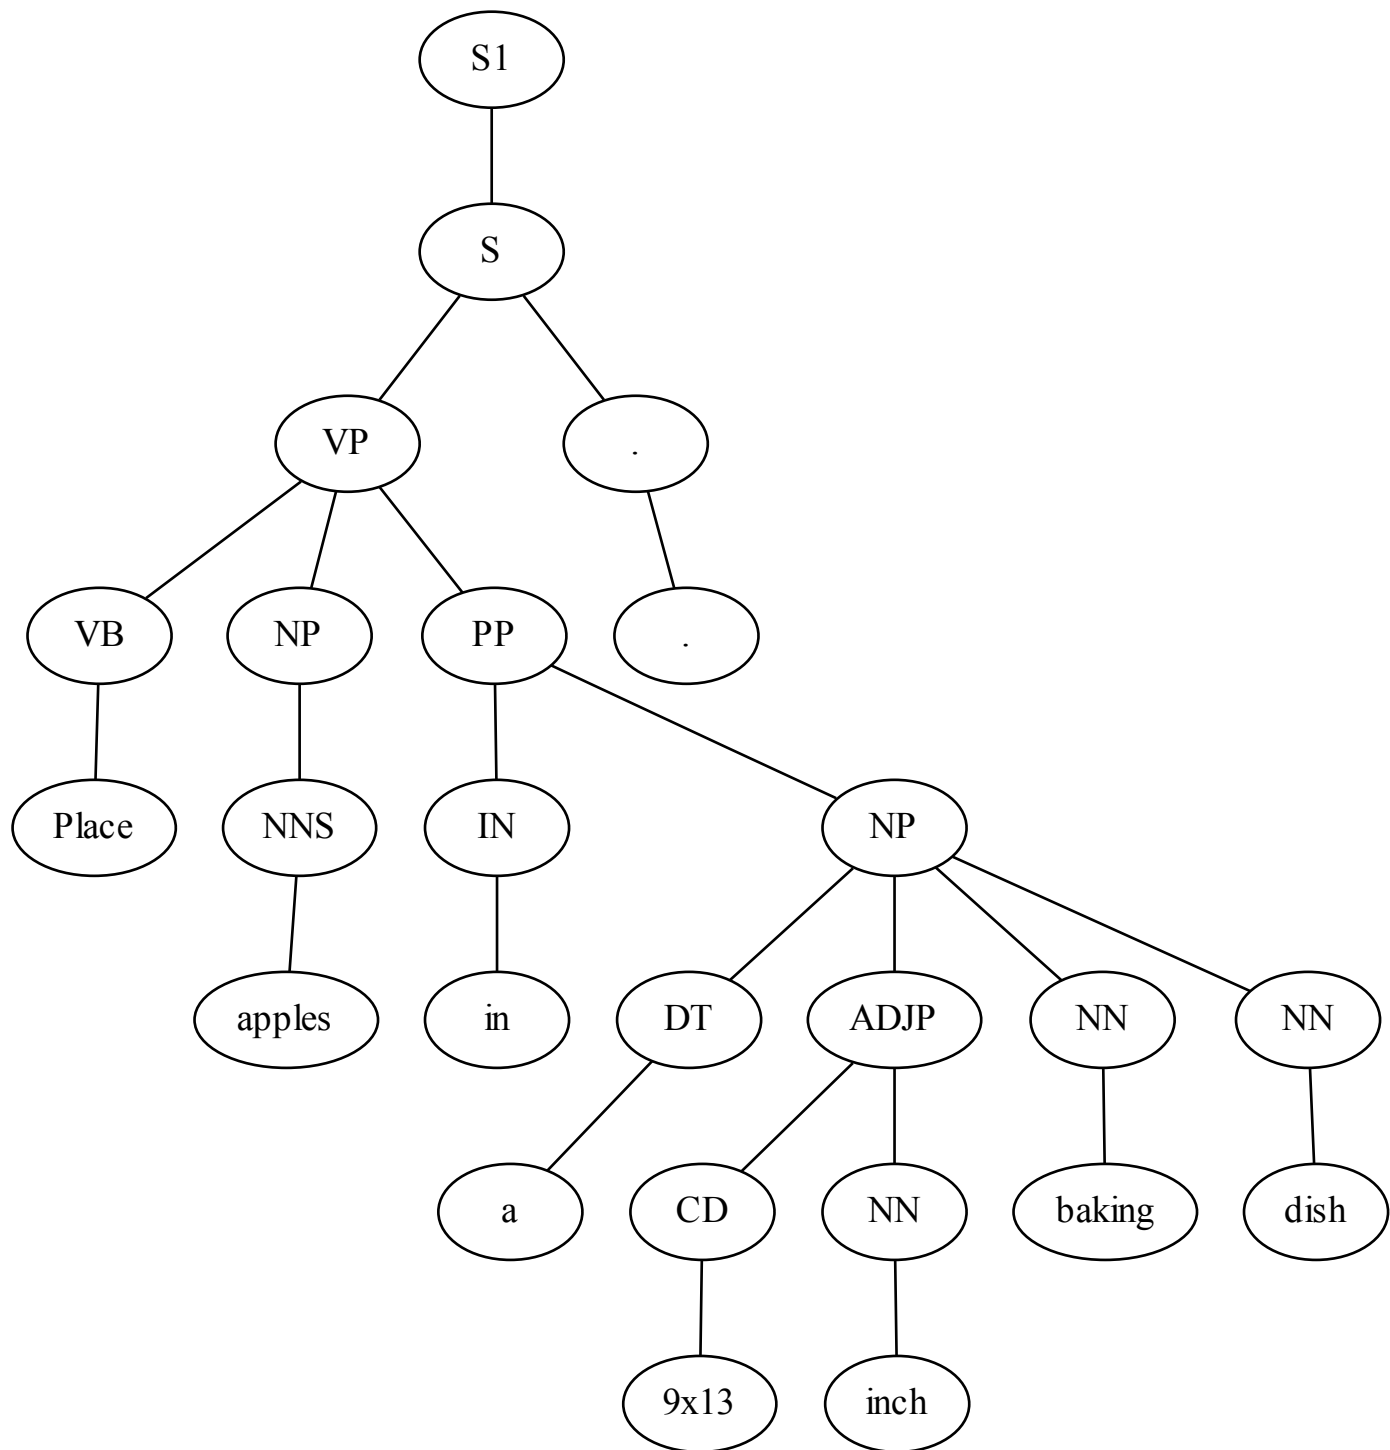 S1
S
VP .
VB NP PP .
Place NNS IN NP
apples in DT ADJP NN NN
a CD NN baking dish
9x13 inch